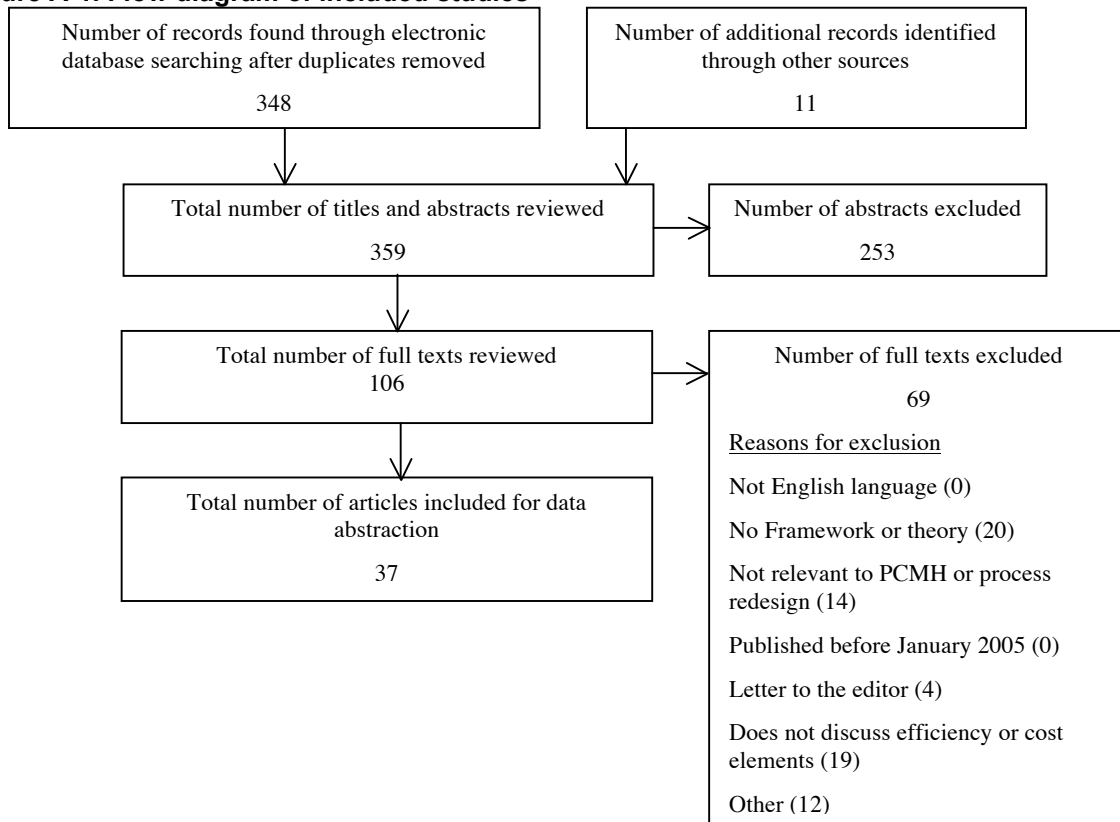 Number of records found through electronic
database searching after duplicates removed
348
Number of additional records identified
through other sources
11
Total number of titles and abstracts reviewed
359
Number of abstracts excluded
253
Total number of full texts reviewed
106
Number of full texts excluded
69
Reasons for exclusion
Not English language (0)
No Framework or theory (20)
Not relevant to PCMH or process
redesign (14)
Published before January 2005 (0)
Letter to the editor (4)
Does not discuss efficiency or cost
elements (19)
Other (12)
Total number of articles included for data
abstraction
37